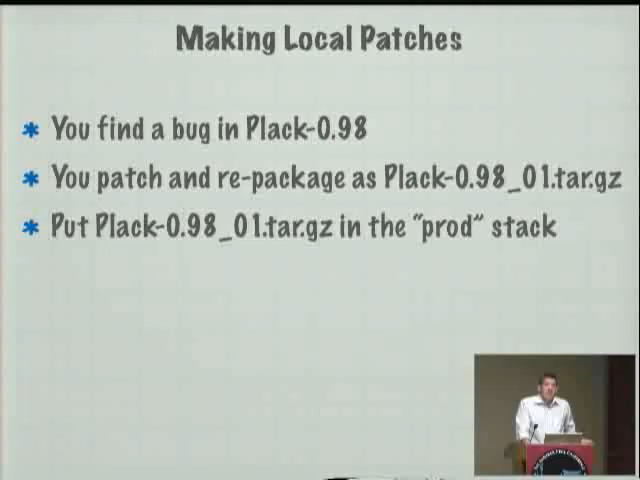 Making Local Patches
* You find a bug in Plack-0.98
* You patch and re-package as Plack-0.98_01.tar.gz
* Put Plack-0.98_01.tar.gz in the "prod" stack